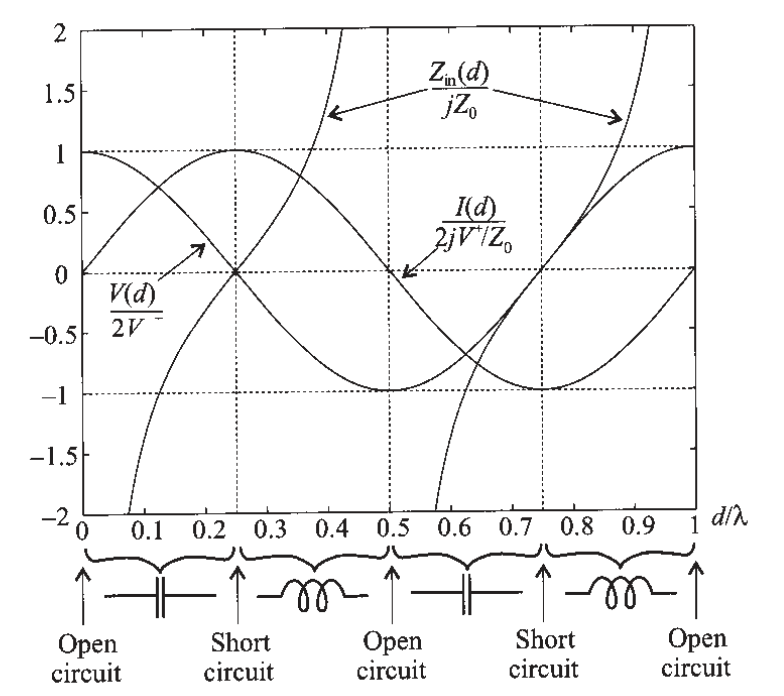 2
1.5
1
0.5
0
−0.5
−1
−1.5
−2
Z_in(d)
jZ_0
I(d)
2jV^+/Z_0
V(d)
2V
0 0.1 0.2 0.3 0.4 0.5 0.6 0.7 0.8 0.9 1 d/λ
Open Short Open Short Open
circuit circuit circuit circuit circuit